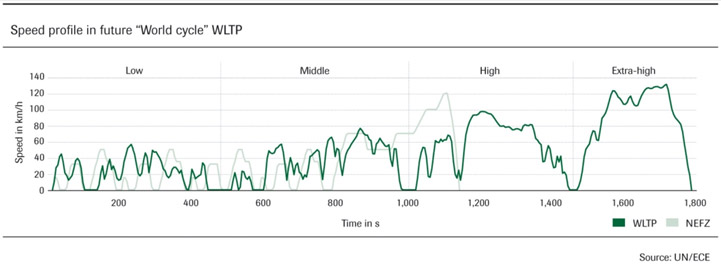 Speed profile in future “World cycle” WLTP
Low Middle High Extra-high
Speed in km/h
140
120
100
80
60
40
20
0
200 400 600 800 1,000 1,200 1,400 1,600 1,800
Time in s
WLTP NEFZ
Source: UN/ECE